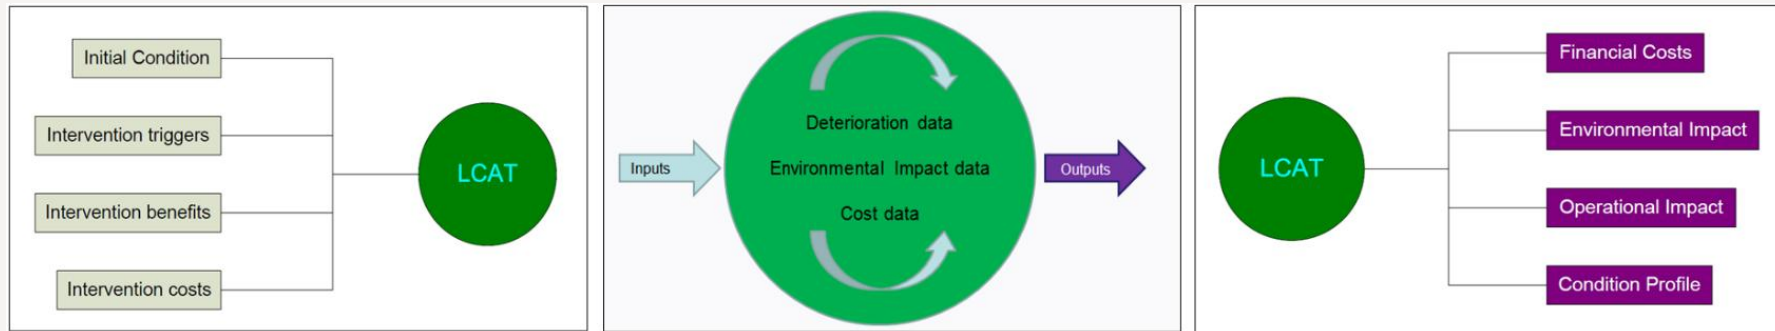 Initial Condition
Intervention triggers
Intervention benefits
Intervention costs
LCAT
Inputs
Deterioration data
Environmental Impact data
Cost data
Outputs
LCAT
Financial Costs
Environmental Impact
Operational Impact
Condition Profile